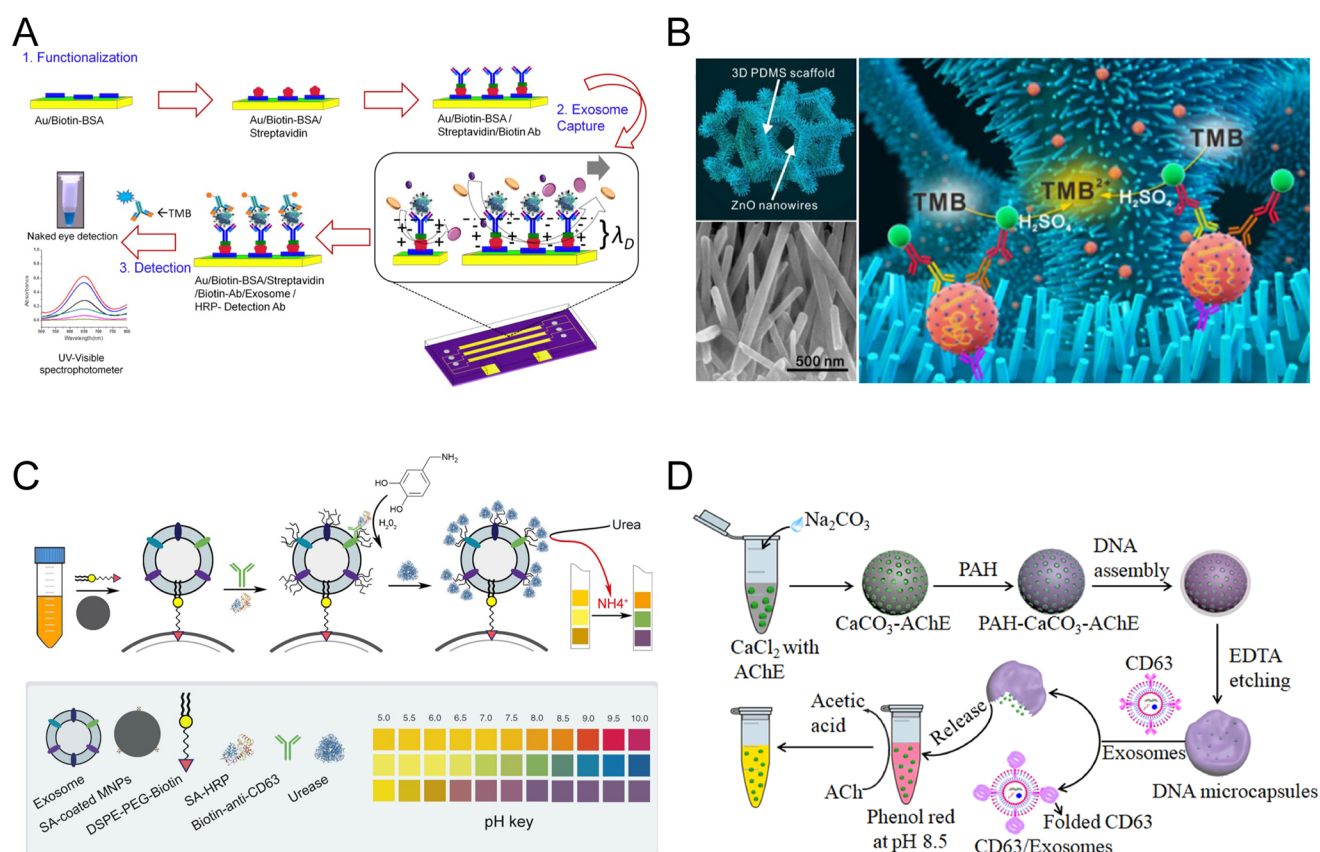 A
1. Functionalization
Au/Biotin-BSA
Au/Biotin-BSA/
Streptavidin
Au/Biotin-BSA /
Streptavidin/Biotin Ab
2. Exosome
Capture
λD
TMB
Naked eye detection
3. Detection
Au/Biotin-BSA/Streptavidin
/Biotin-Ab/Exosome /
HRP- Detection Ab
Absorbance
Wavelength(nm)
UV-Visible
spectrophotometer
B
3D PDMS scaffold
ZnO nanowires
500 nm
TMB
TMB
TMB2+
H2SO4
H2SO4
C
NH2
HO
HO
H2O2
Urea
NH4+
Exosome
SA-coated MNPs
DSPE-PEG-Biotin
SA-HRP
Biotin-anti-CD63
Urease
5.0 5.5 6.0 6.5 7.0 7.5 8.0 8.5 9.0 9.5 10.0
pH key
D
Na2CO3
CaCl2 with
AChE
CaCO3-AChE
PAH
PAH-CaCO3-AChE
DNA
assembly
EDTA
etching
DNA microcapsules
CD63
Exosomes
Folded CD63
CD63/Exosomes
Release
Phenol red
at pH 8.5
Acetic
acid
ACh